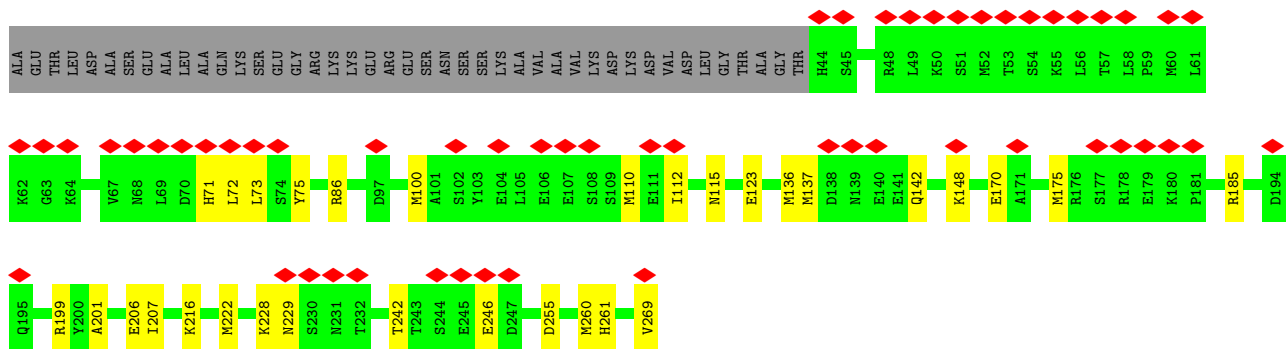 ALA GLU THR LEU ASP ALA SER GLU ALA LEU ALA GLN LYS SER GLU GLY ARG LYS LYS GLU ARG GLU SER ASN SER SER LYS ALA VAL ALA VAL LYS ASP LYS ASP VAL ASP LEU GLY THR ALA GLY THR H44 S45 R48 L49 K50 S51 M52 T53 S54 K55 L56 T57 L58 P59 M60 L61
K62 G63 K64 V67 N68 L69 D70 H71 L72 L73 S74 Y75 R86 D97 M100 A101 S102 Y103 E104 L105 E106 E107 S108 S109 M110 E111 I112 N115 E123 M136 M137 D138 N139 E140 E141 Q142 K148 E170 A171 M175 R176 S177 R178 E179 K180 P181 R185 D194
Q195 R199 Y200 A201 E206 I207 K216 M222 K228 N229 S230 N231 T232 T242 T243 S244 E245 E246 D247 D255 M260 H261 V269